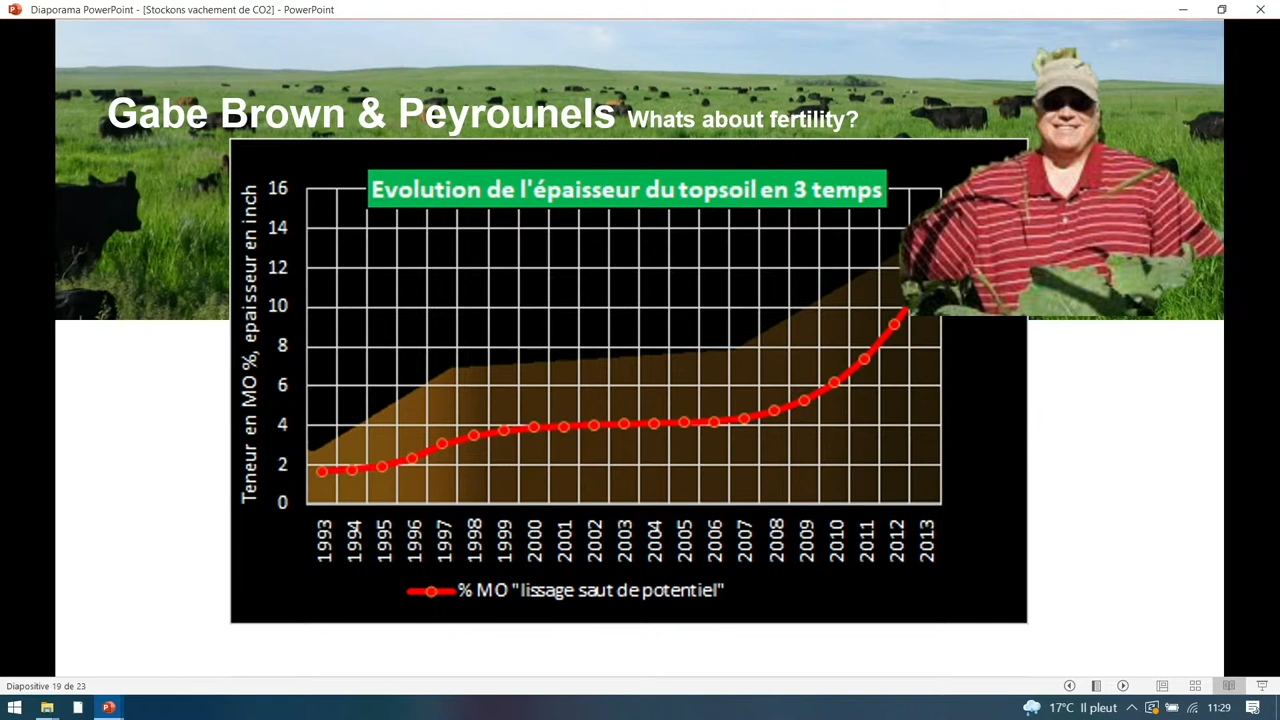 Diaporama PowerPoint - [Stockons vachement de CO2] - PowerPoint
Gabe Brown & Peyrounels Whats about fertility?
Evolution de l'épaisseur du topsoil en 3 temps
Teneur en MO %, epaisseur en inch
16
14
12
10
8
6
4
2
0
1993 1994 1995 1996 1997 1998 1999 2000 2001 2002 2003 2004 2005 2006 2007 2008 2009 2010 2011 2012 2013
% MO "lissage saut de potentiel"
Diapositive 19 de 23
17°C Il pleut 11:29